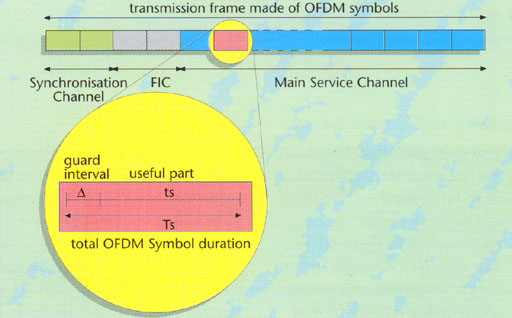 transmission frame made of OFDM symbols
Synchronisation
Channel
FIC
Main Service Channel
guard
interval
useful part
Δ
ts
Ts
total OFDM Symbol duration